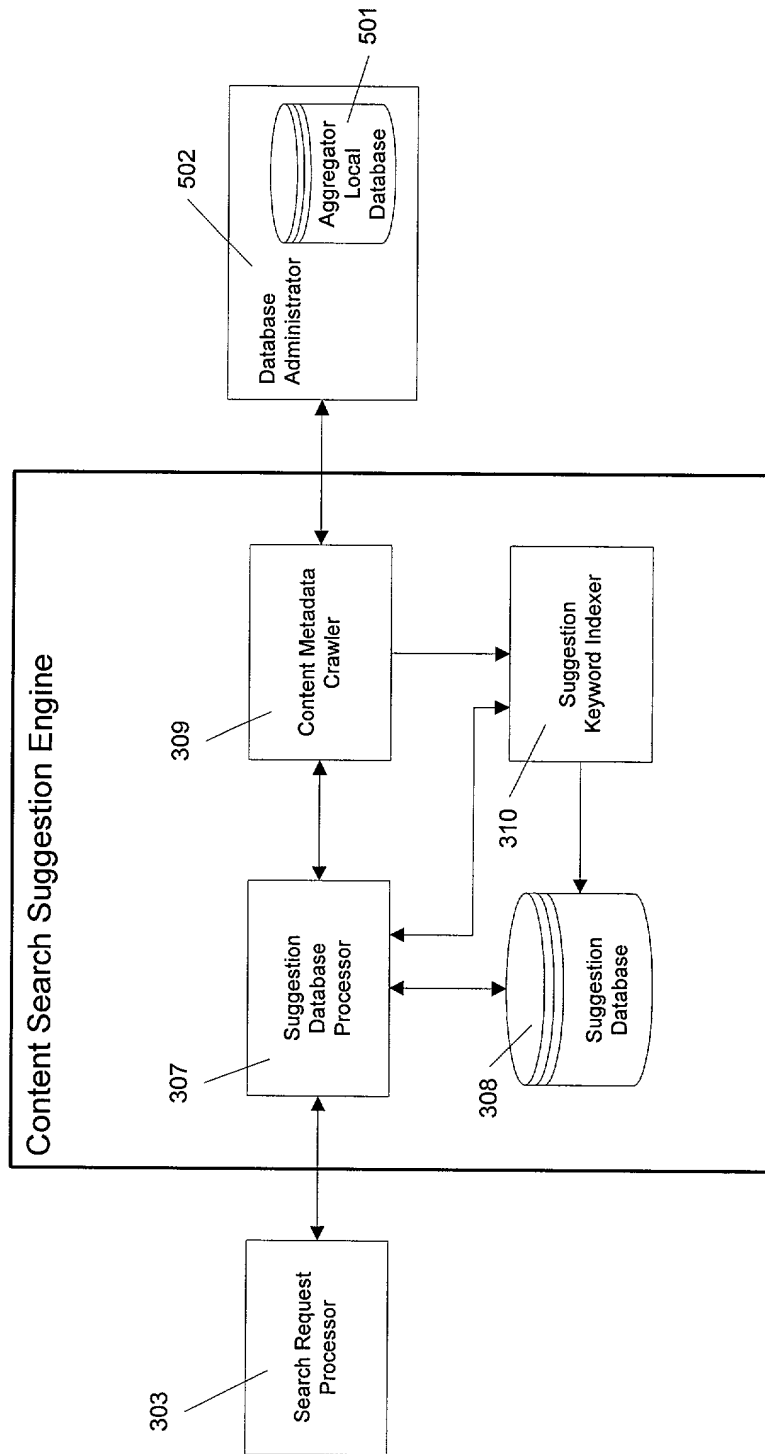 Content Search Suggestion Engine
303
Search Request
Processor
307
Suggestion
Database
Processor
309
Content Metadada
Crawler
502
Database
Administrator
501
Aggregator
Local
Database
308
Suggestion
Database
310
Suggestion
Keyword Indexer